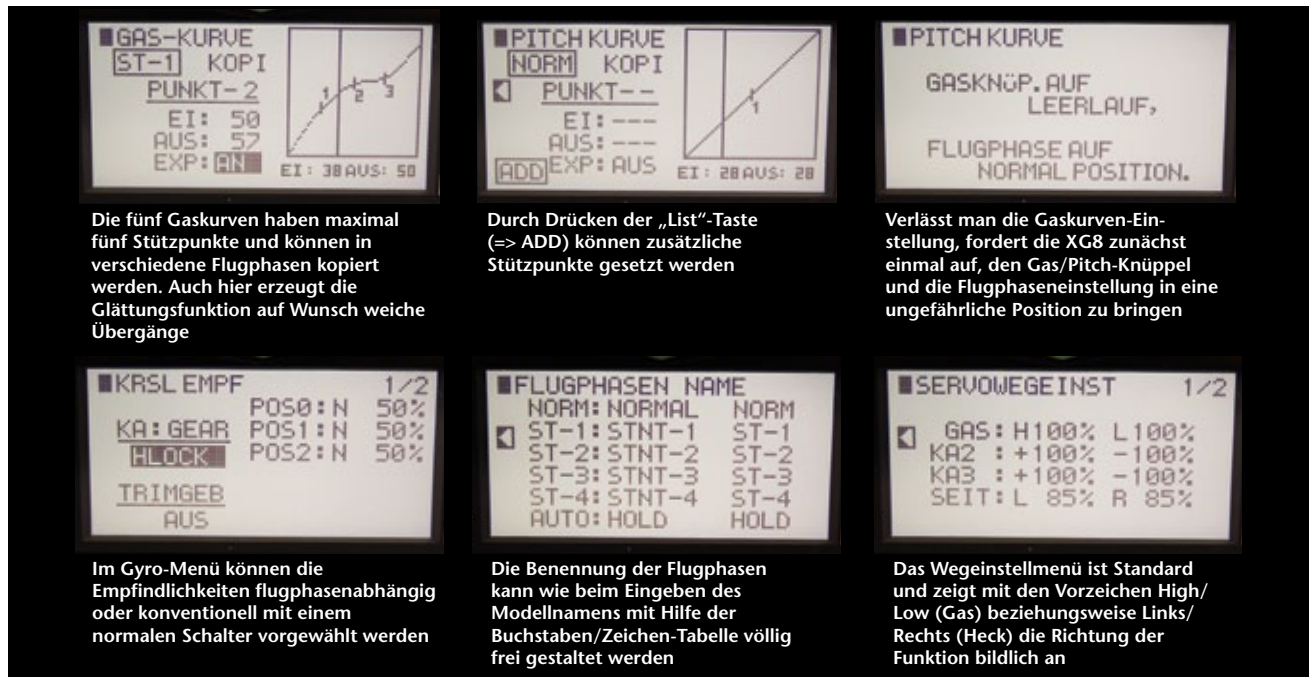 ■GAS-KURVE
ST-1 KOPI
PUNKT-2
EI: 50
AUS: 57
EXP: AN
1 2 3
EI: 38 AUS: 50
Die fünf Gaskurven haben maximal
fünf Stützpunkte und können in
verschiedene Flugphasen kopiert
werden. Auch hier erzeugt die
Glättungsfunktion auf Wunsch weiche
Übergänge
■PITCH KURVE
NORM KOPI
PUNKT--
EI:---
AUS:---
ADD EXP: AUS
1
EI: 28 AUS: 28
Durch Drücken der „List“-Taste
(=> ADD) können zusätzliche
Stützpunkte gesetzt werden
■PITCH KURVE
GASKNüP. AUF
LEERLAUF,
FLUGPHASE AUF
NORMAL POSITION.
Verlässt man die Gaskurven-Ein-
stellung, fordert die XG8 zunächst
einmal auf, den Gas/Pitch-Knüppel
und die Flugphaseneinstellung in eine
ungefährliche Position zu bringen
■KRSL EMPF 1/2
POS0:N 50%
KA:GEAR POS1:N 50%
HLOCK POS2:N 50%
TRIMGEB
AUS
Im Gyro-Menü können die
Empfindlichkeiten flugphasenabhängig
oder konventionell mit einem
normalen Schalter vorgewählt werden
■FLUGPHASEN NAME
NORM: NORMAL NORM
ST-1: STNT-1 ST-1
ST-2: STNT-2 ST-2
ST-3: STNT-3 ST-3
ST-4: STNT-4 ST-4
AUTO: HOLD HOLD
Die Benennung der Flugphasen
kann wie beim Eingeben des
Modellnamens mit Hilfe der
Buchstaben/Zeichen-Tabelle völlig
frei gestaltet werden
■SERVOWEGEINST 1/2
GAS: H100% L100%
KA2 : +100% -100%
KA3 : +100% -100%
SEIT: L 85% R 85%
Das Wegeinstellmenü ist Standard
und zeigt mit den Vorzeichen High/
Low (Gas) beziehungsweise Links/
Rechts (Heck) die Richtung der
Funktion bildlich an